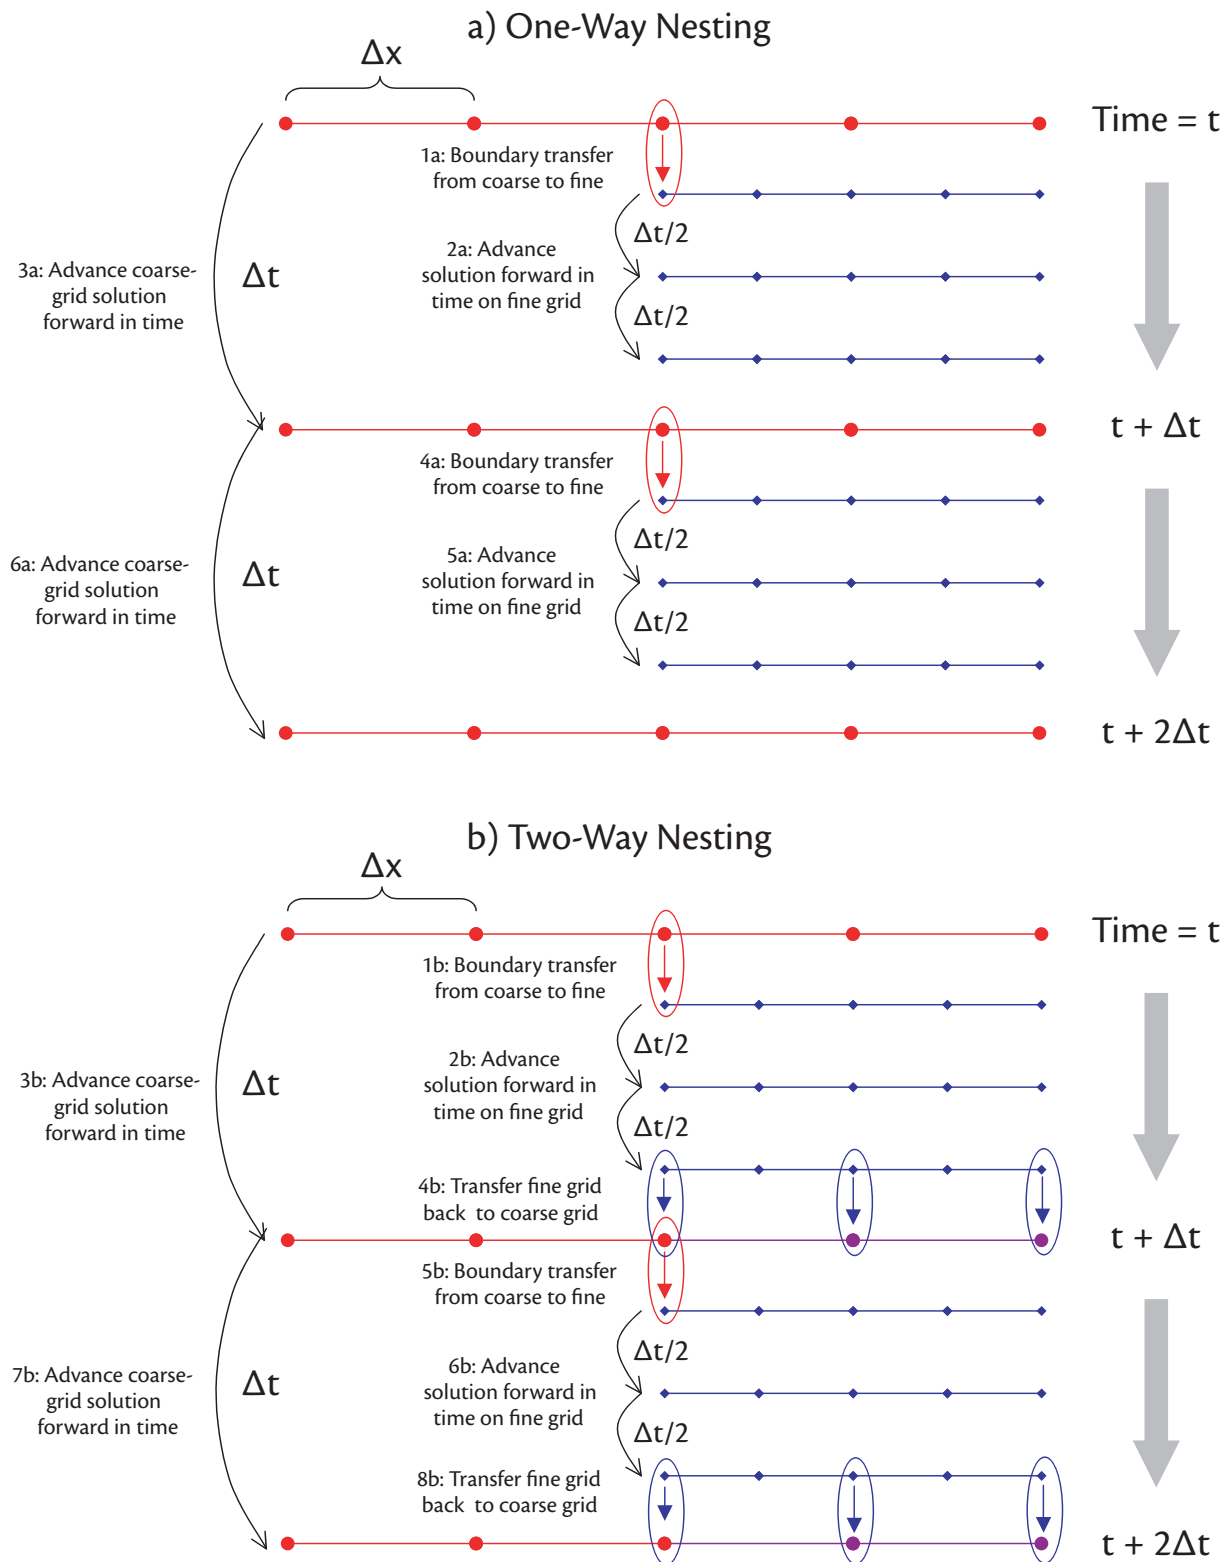 a) One-Way Nesting
Δx
Time = t
1a: Boundary transfer
from coarse to fine
Δt/2
2a: Advance
solution forward in
time on fine grid
Δt/2
3a: Advance coarse-
grid solution
forward in time
Δt
t + Δt
4a: Boundary transfer
from coarse to fine
Δt/2
5a: Advance
solution forward in
time on fine grid
Δt/2
6a: Advance coarse-
grid solution
forward in time
Δt
t + 2Δt
b) Two-Way Nesting
Δx
Time = t
1b: Boundary transfer
from coarse to fine
Δt/2
2b: Advance
solution forward in
time on fine grid
Δt/2
3b: Advance coarse-
grid solution
forward in time
Δt
4b: Transfer fine grid
back to coarse grid
t + Δt
5b: Boundary transfer
from coarse to fine
Δt/2
6b: Advance
solution forward in
time on fine grid
Δt/2
7b: Advance coarse-
grid solution
forward in time
Δt
8b: Transfer fine grid
back to coarse grid
t + 2Δt